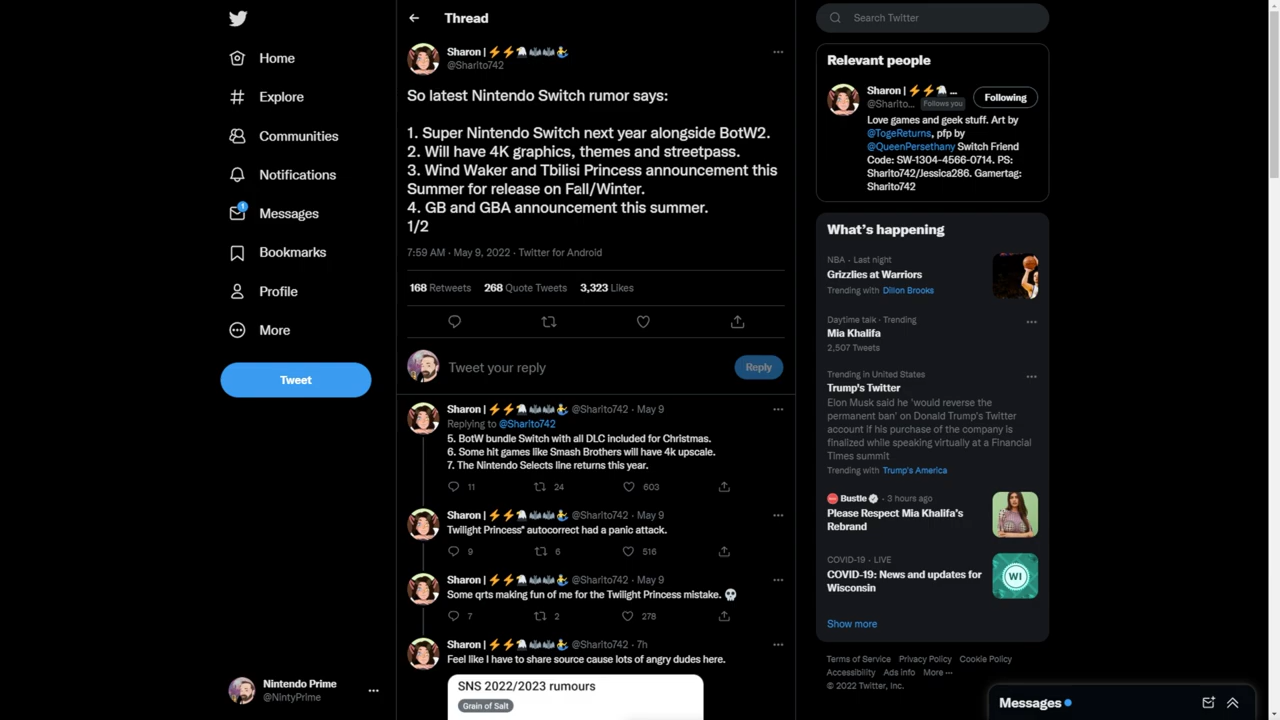 Home
Explore
Communities
Notifications
1
Messages
Bookmarks
Profile
More
Tweet
Nintendo Prime
@NintyPrime
Thread
Sharon |
@Sharito742
So latest Nintendo Switch rumor says:
1. Super Nintendo Switch next year alongside BotW2.
2. Will have 4K graphics, themes and streetpass.
3. Wind Waker and Tbilisi Princess announcement this
Summer for release on Fall/Winter.
4. GB and GBA announcement this summer.
1/2
7:59 AM · May 9, 2022 · Twitter for Android
168 Retweets 268 Quote Tweets 3,323 Likes
Tweet your reply
Reply
Sharon | @Sharito742 · May 9
Replying to @Sharito742
5. BotW bundle Switch with all DLC included for Christmas.
6. Some hit games like Smash Brothers will have 4k upscale.
7. The Nintendo Selects line returns this year.
11 24 603
Sharon | @Sharito742 · May 9
Twilight Princess* autocorrect had a panic attack.
9 6 516
Sharon | @Sharito742 · May 9
Some qrts making fun of me for the Twilight Princess mistake. 💀
7 2 278
Sharon | @Sharito742 · 7h
Feel like I have to share source cause lots of angry dudes here.
SNS 2022/2023 rumours
Grain of Salt
Search Twitter
Relevant people
Sharon | ...
@Sharito... Follows you
Following
Love games and geek stuff. Art by
@TogeReturns, pfp by
@QueenPersethany Switch Friend
Code: SW-1304-4566-0714. PS:
Sharito742/Jessica286. Gamertag:
Sharito742
What's happening
NBA · Last night
Grizzlies at Warriors
Trending with Dillon Brooks
Daytime talk · Trending
Mia Khalifa
2,507 Tweets
Trending in United States
Trump's Twitter
Elon Musk said he 'would reverse the
permanent ban' on Donald Trump's Twitter
account if his purchase of the company is
finalized while speaking virtually at a Financial
Times summit
Trending with Trump's America
Bustle · 3 hours ago
Please Respect Mia Khalifa's
Rebrand
COVID-19 · LIVE
COVID-19: News and updates for
Wisconsin
WI
Show more
Terms of Service Privacy Policy Cookie Policy
Accessibility Ads info More ···
© 2022 Twitter, Inc.
Messages